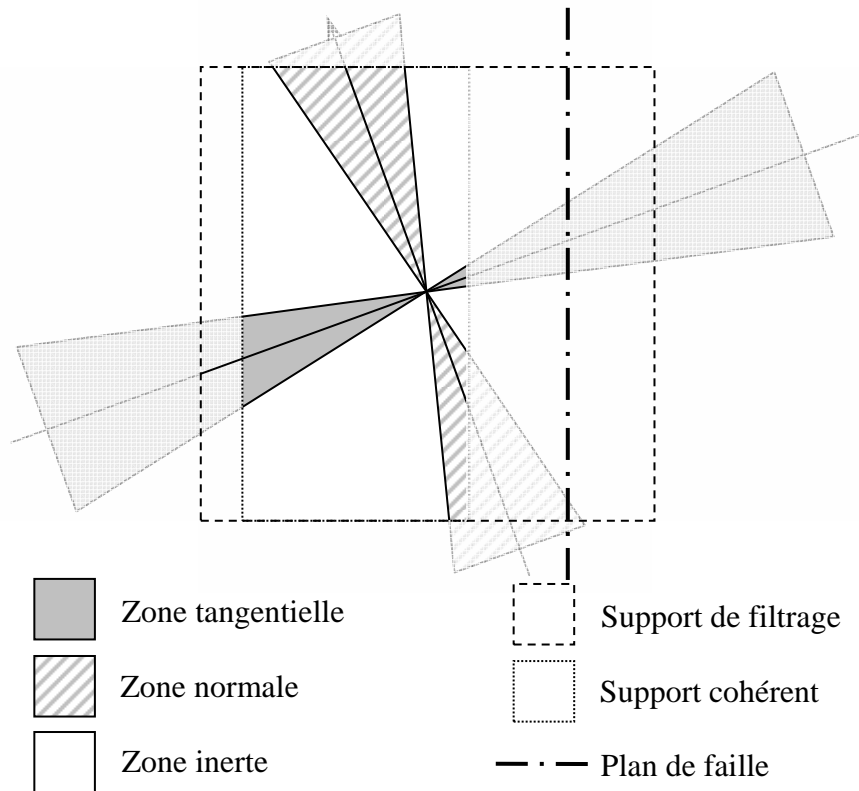 Zone tangentielle
Zone normale
Zone inerte
Support de filtrage
Support cohérent
Plan de faille